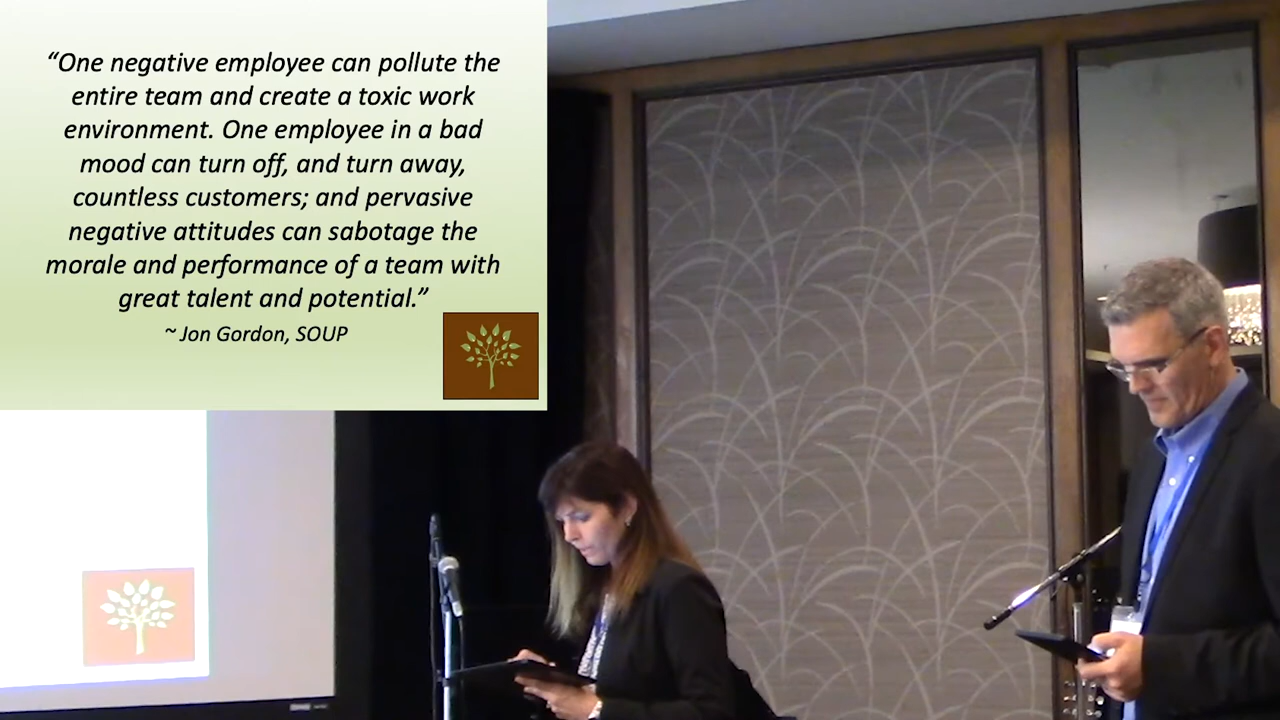 “One negative employee can pollute the
entire team and create a toxic work
environment. One employee in a bad
mood can turn off, and turn away,
countless customers; and pervasive
negative attitudes can sabotage the
morale and performance of a team with
great talent and potential.”
~ Jon Gordon, SOUP